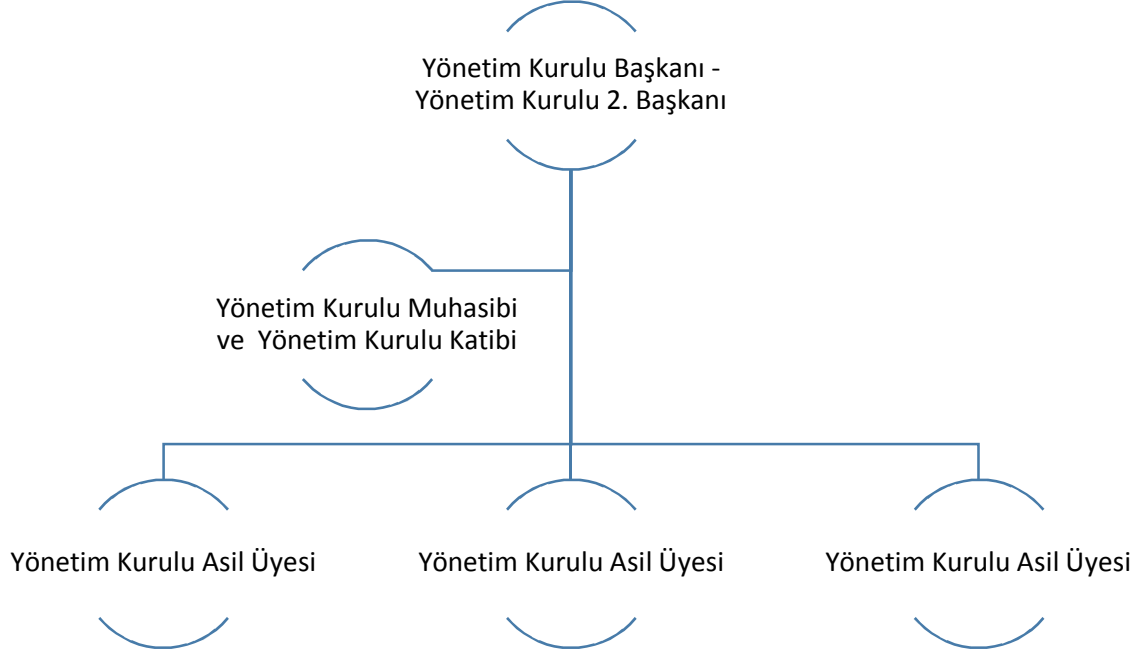 Yönetim Kurulu Başkanı -
Yönetim Kurulu 2. Başkanı
Yönetim Kurulu Muhasibi
ve  Yönetim Kurulu Katibi
Yönetim Kurulu Asil Üyesi
Yönetim Kurulu Asil Üyesi
Yönetim Kurulu Asil Üyesi